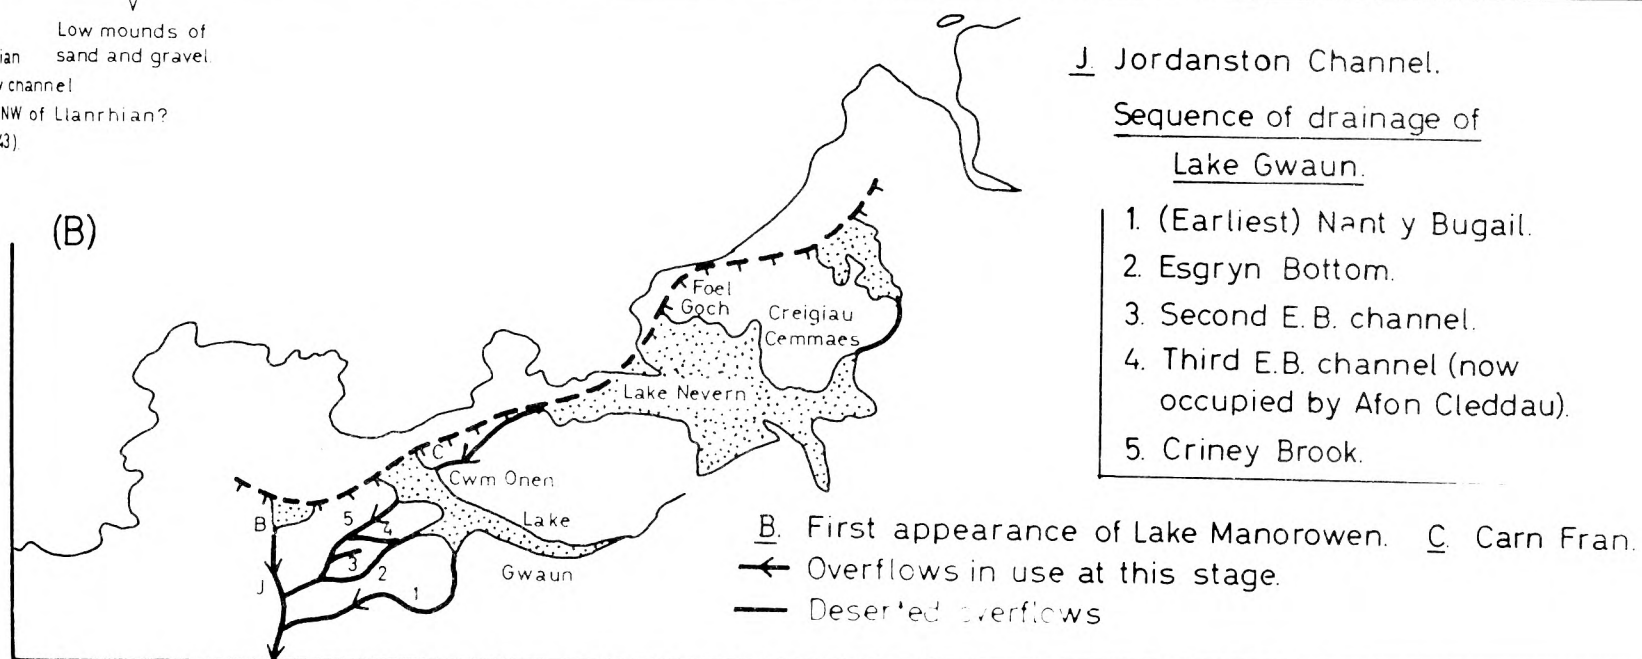 Low mounds of
sand and gravel.
channel
NW of Llanrhian?
(B)
J. Jordanston Channel.
Sequence of drainage of
Lake Gwaun.
1. (Earliest) Nant y Bugail.
2. Esgryn Bottom.
3. Second E.B. channel.
4. Third E.B. channel (now
occupied by Afon Cleddau).
5. Criney Brook.
Foel
Goch
Creigiau
Cemmaes
Lake Nevern
C
Cwm Onen
Lake
Gwaun
B
5
4
3
2
J
1
B. First appearance of Lake Manorowen. C. Carn Fran.
Overflows in use at this stage.
Deserted overflows